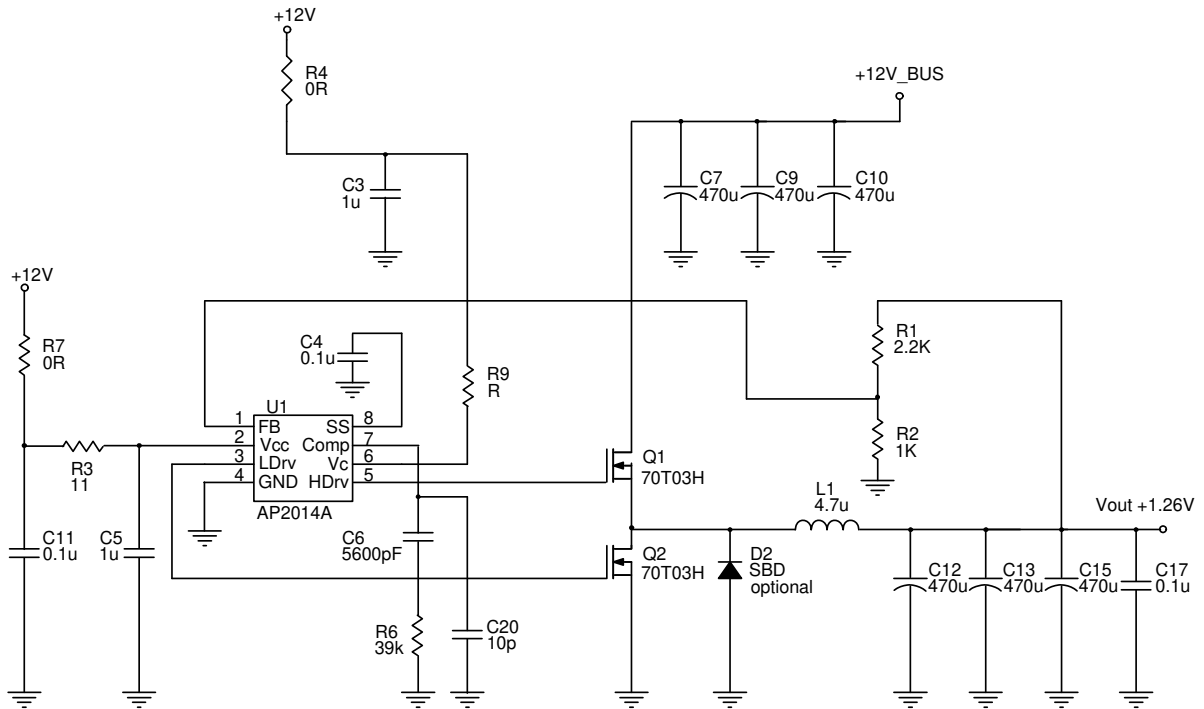 +12V
R4
0R
+12V_BUS
C3
1u
C7
470u
C9
470u
C10
470u
+12V
R7
0R
C4
0.1u
R9
R
R1
2.2K
R2
1K
U1
1 FB SS 8
2 Vcc Comp 7
3 LDrv Vc 6
4 GND HDrv 5
AP2014A
R3
11
Q1
70T03H
L1
4.7u
Vout +1.26V
C11
0.1u
C5
1u
C6
5600pF
Q2
70T03H
D2
SBD
optional
C12
470u
C13
470u
C15
470u
C17
0.1u
R6
39k
C20
10p